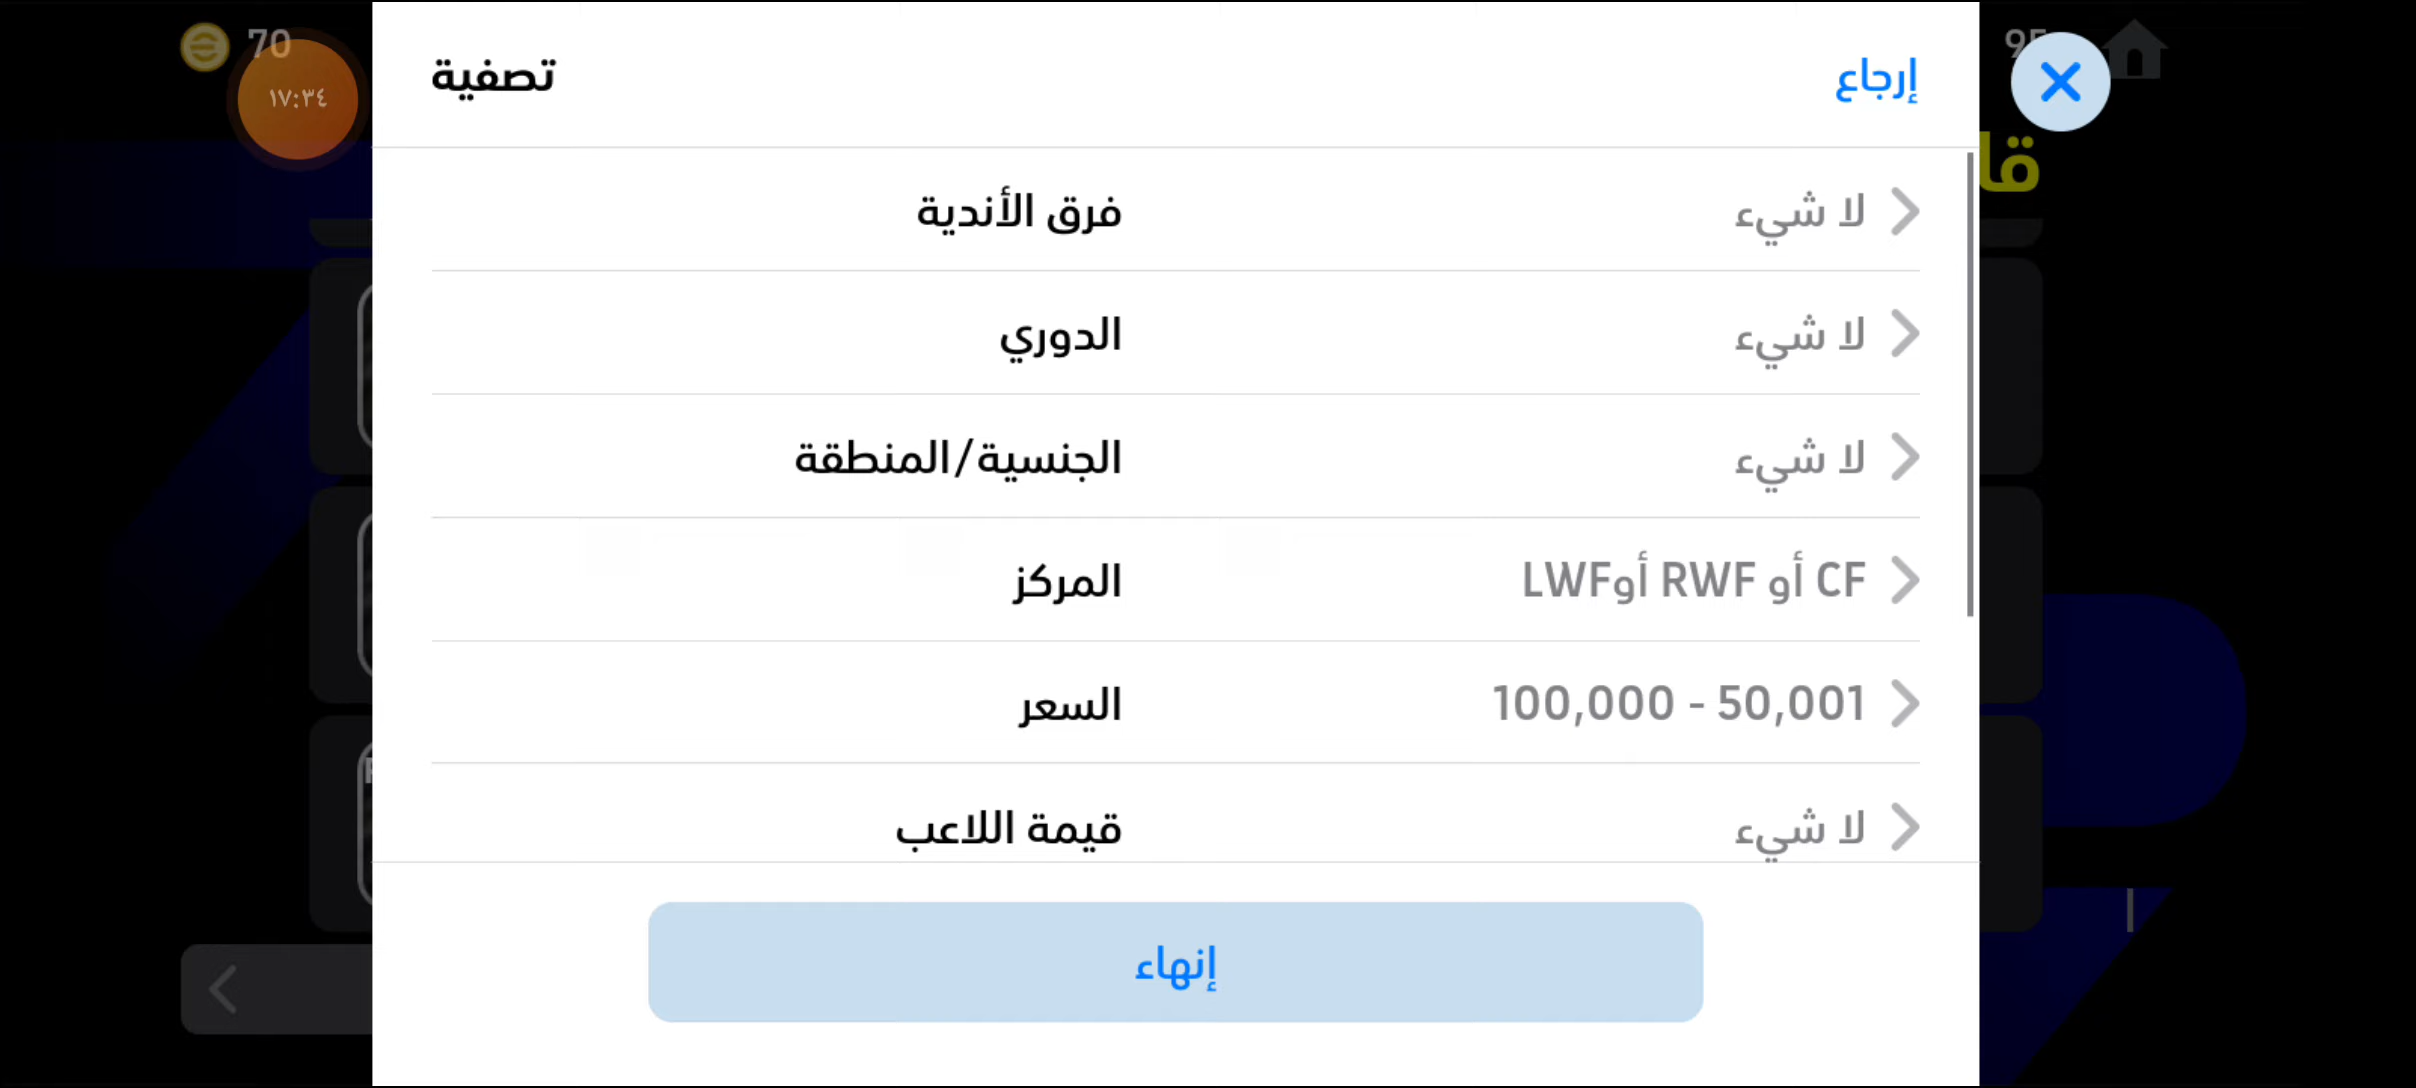 70
١٧:٣٤
تصفية
إرجاع
قا
فرق الأندية
لا شيء
الدوري
لا شيء
الجنسية/المنطقة
لا شيء
المركز
CF أو RWF أوLWF
السعر
100,000 - 50,001
قيمة اللاعب
لا شيء
إنهاء